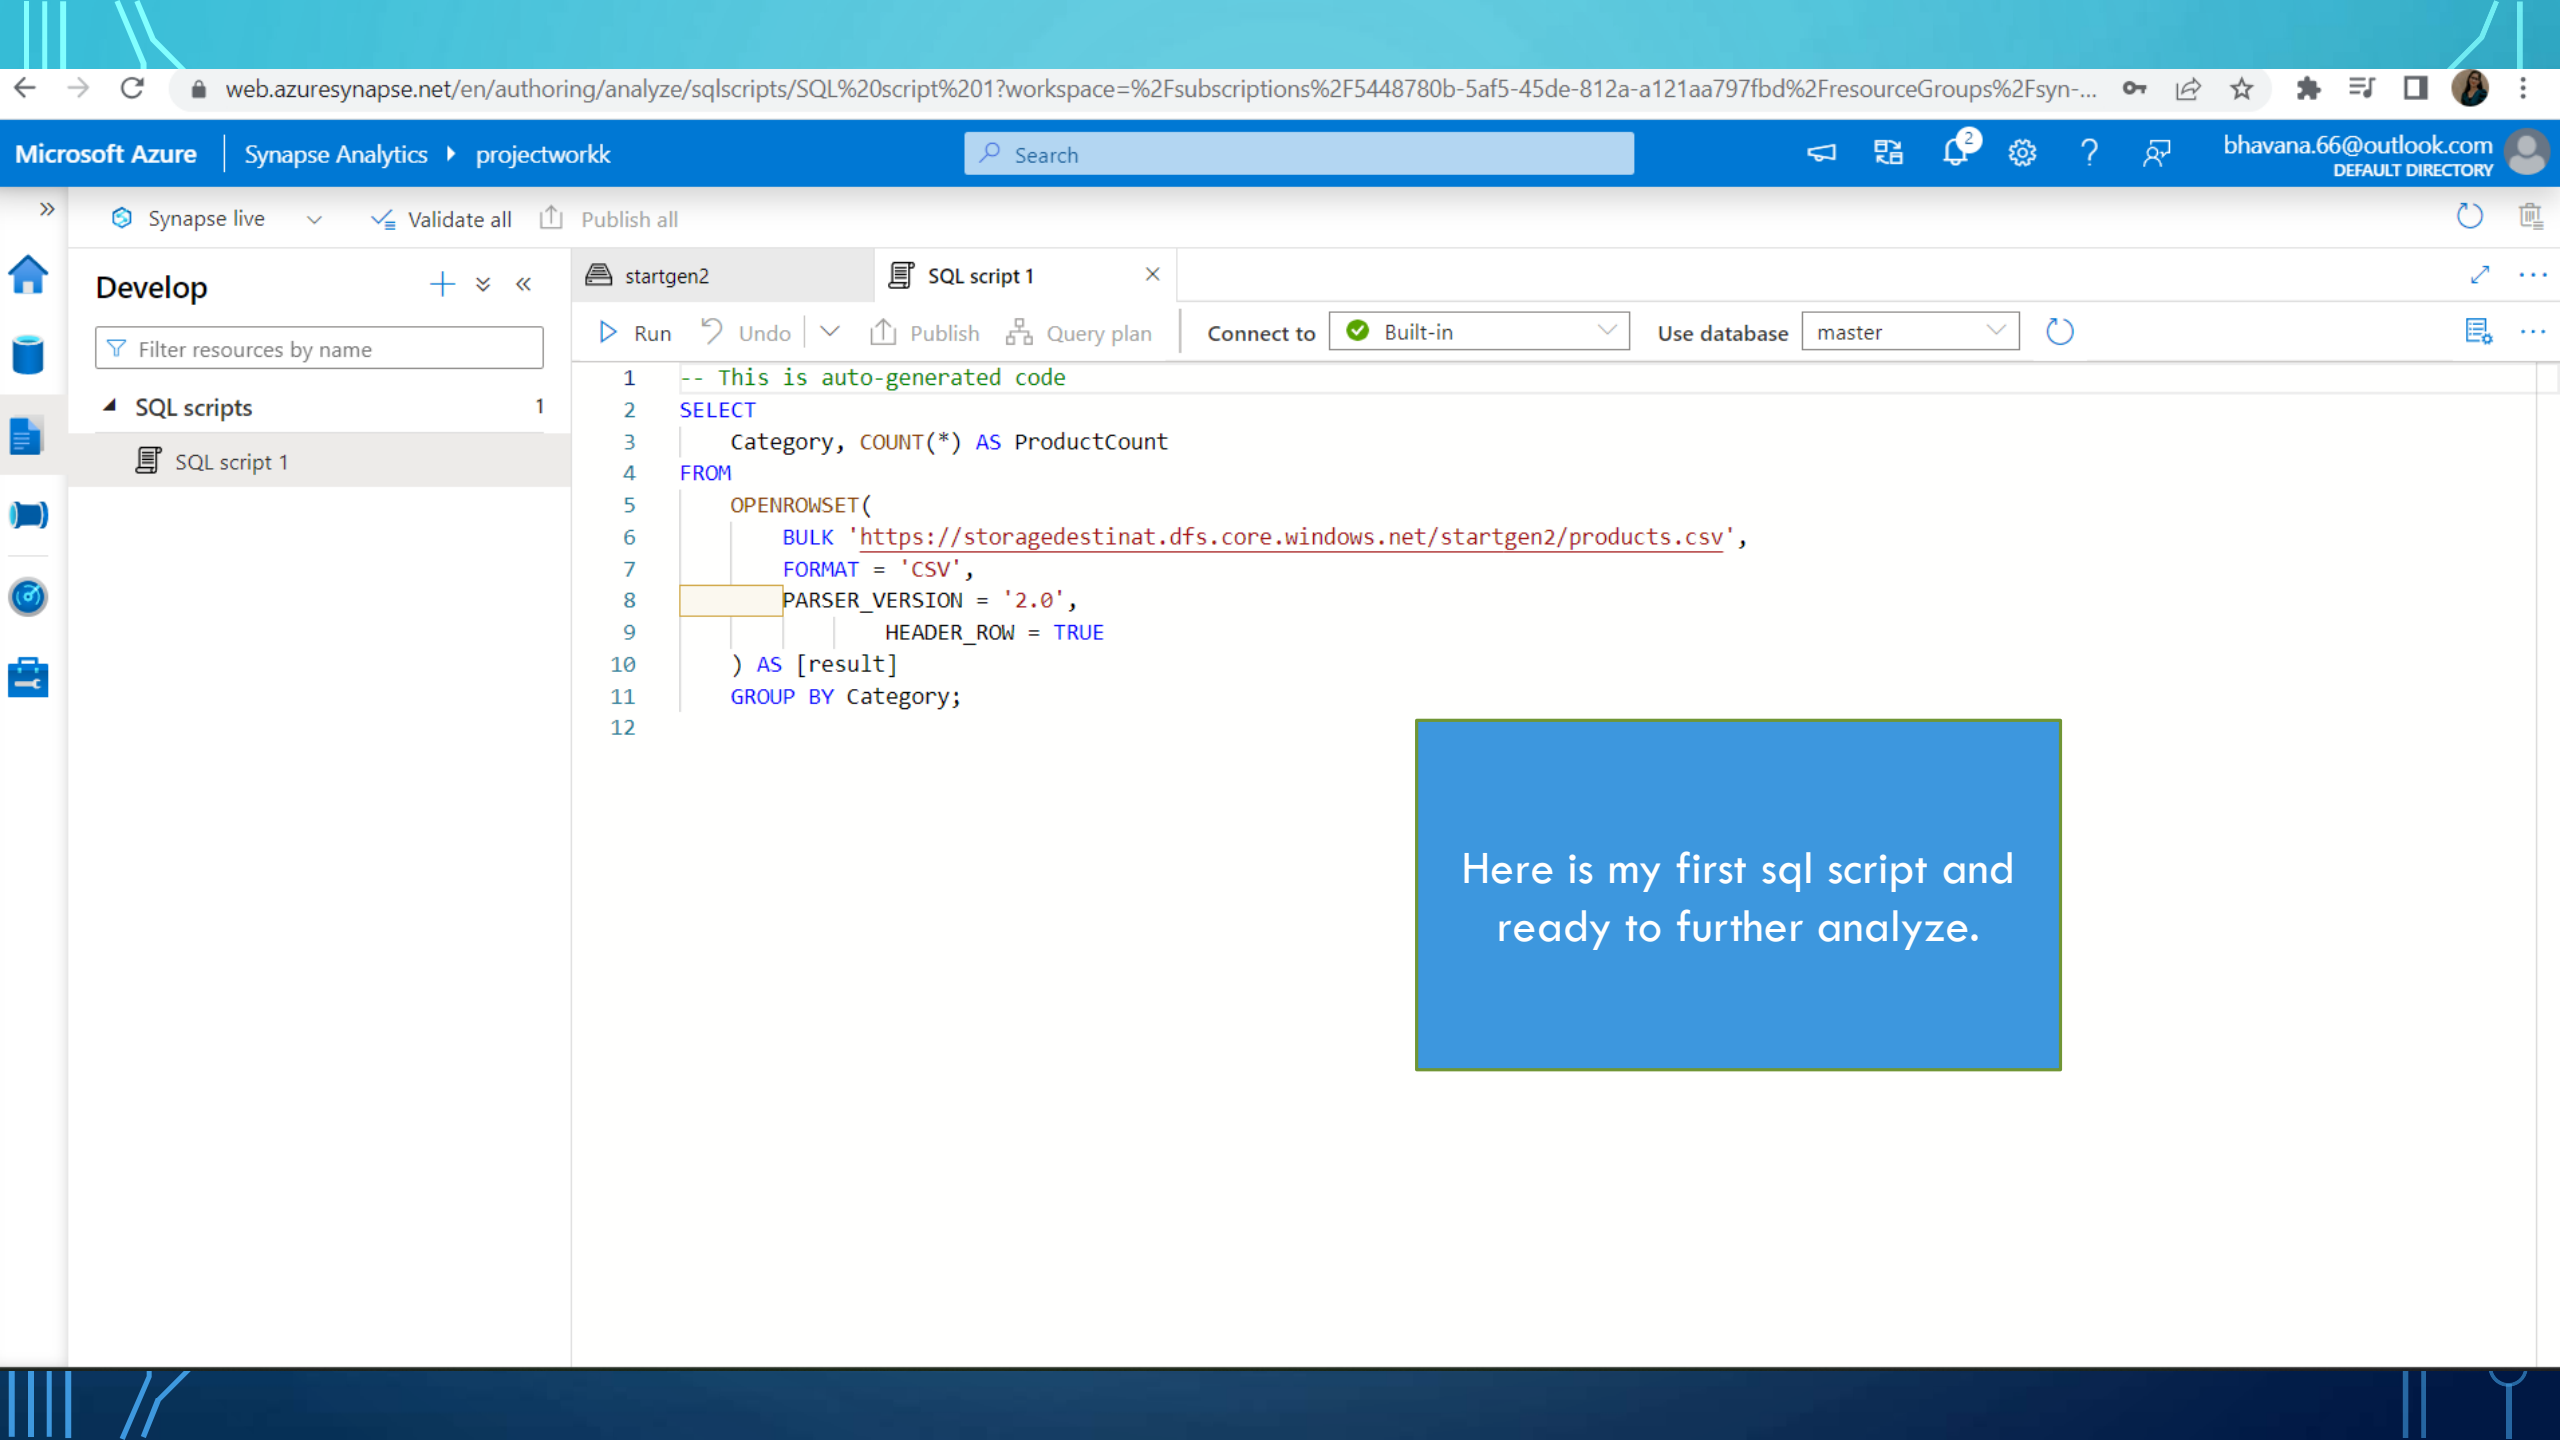 web.azuresynapse.net/en/authoring/analyze/sqlscripts/SQL%20script%201?workspace=%2Fsubscriptions%2F5448780b-5af5-45de-812a-a121aa797fbd%2FresourceGroups%2Fsyn-...
Microsoft Azure Synapse Analytics projectworkk Search 2 bhavana.66@outlook.com
DEFAULT DIRECTORY
Synapse live Validate all Publish all
Develop startgen2 SQL script 1
Run Undo Publish Query plan Connect to Built-in Use database master
Filter resources by name
SQL scripts 1
SQL script 1
1 -- This is auto-generated code
2 SELECT
3 Category, COUNT(*) AS ProductCount
4 FROM
5 OPENROWSET(
6 BULK 'https://storagedestinat.dfs.core.windows.net/startgen2/products.csv',
7 FORMAT = 'CSV',
8 PARSER_VERSION = '2.0',
9 HEADER_ROW = TRUE
10 ) AS [result]
11 GROUP BY Category;
12
Here is my first sql script and
ready to further analyze.